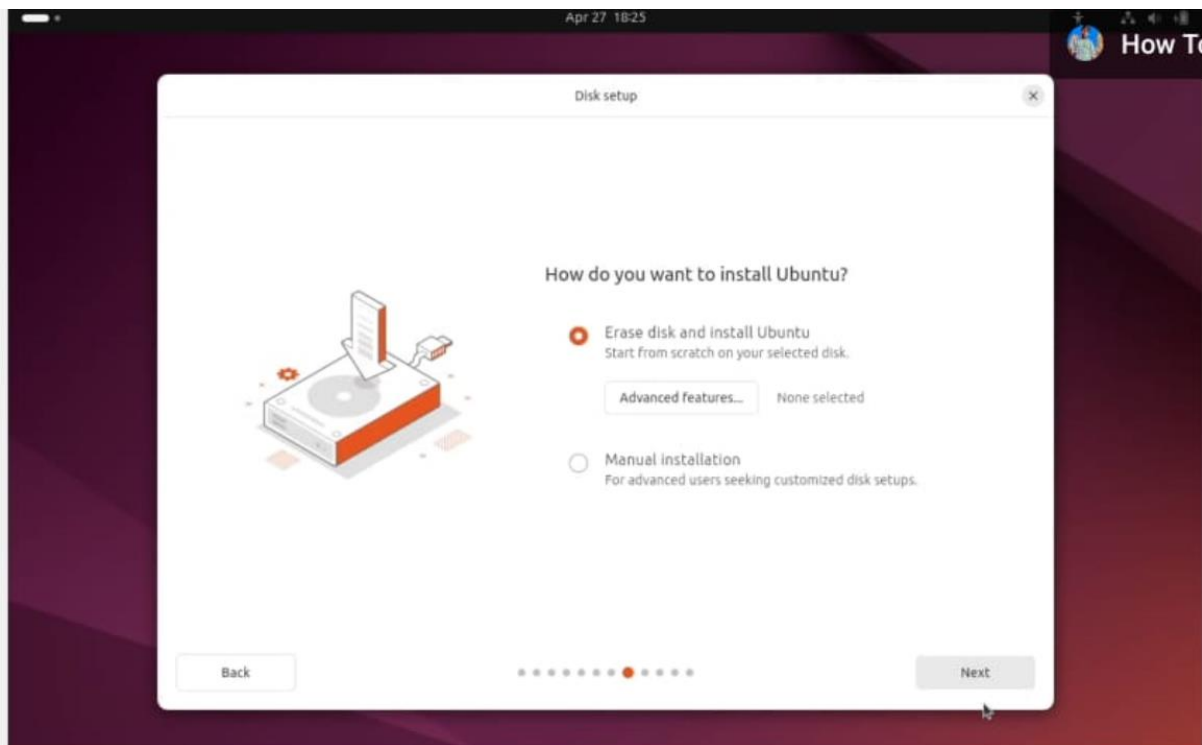 Apr 27 18:25
How To
Disk setup
How do you want to install Ubuntu?
Erase disk and install Ubuntu
Start from scratch on your selected disk.
Advanced features...
None selected
Manual installation
For advanced users seeking customized disk setups.
Back
Next